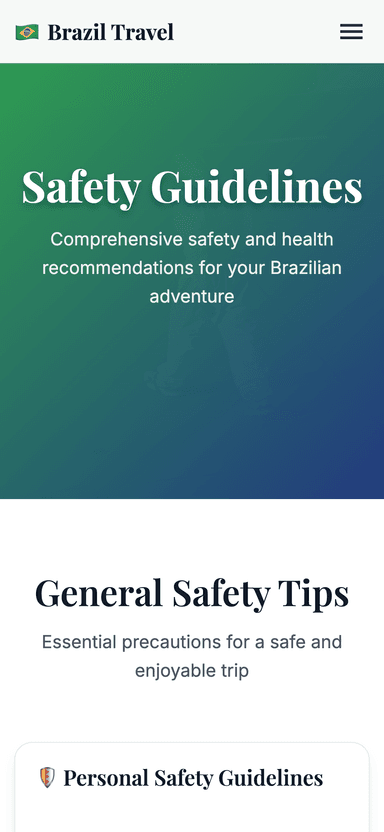 Brazil Travel
Safety Guidelines
Comprehensive safety and health
recommendations for your Brazilian
adventure
General Safety Tips
Essential precautions for a safe and
enjoyable trip
Personal Safety Guidelines